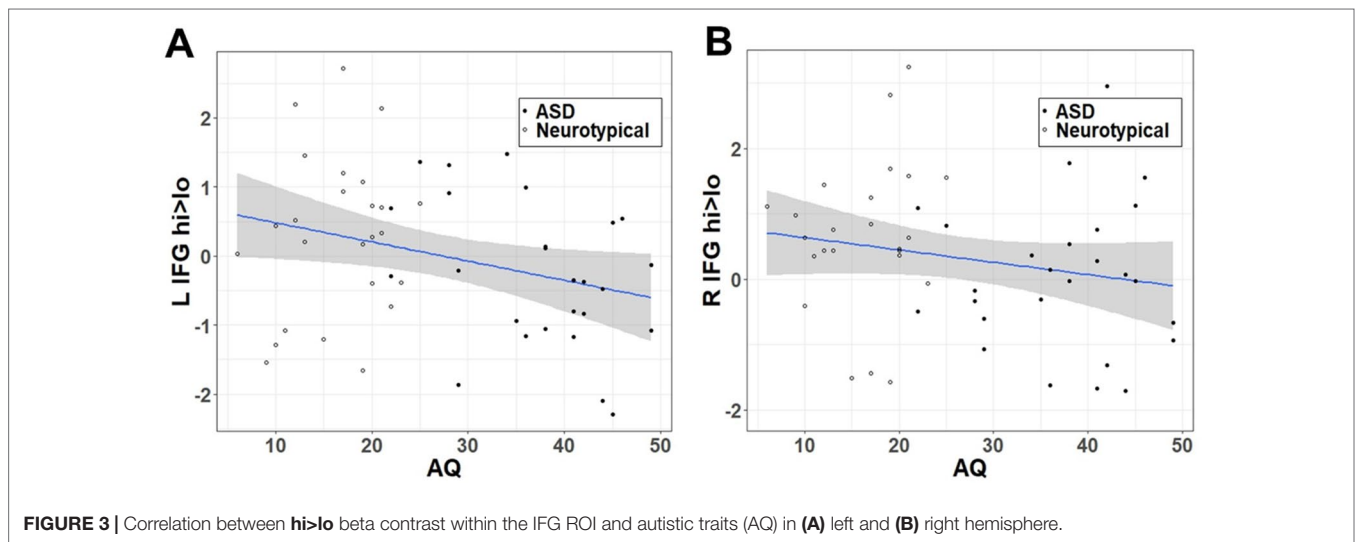 A
L IFG hi>lo
2
1
0
-1
-2
ASD
Neurotypical
10 20 30 40 50
AQ
B
R IFG hi>lo
2
0
-2
ASD
Neurotypical
10 20 30 40 50
AQ
FIGURE 3 | Correlation between hi>lo beta contrast within the IFG ROI and autistic traits (AQ) in (A) left and (B) right hemisphere.